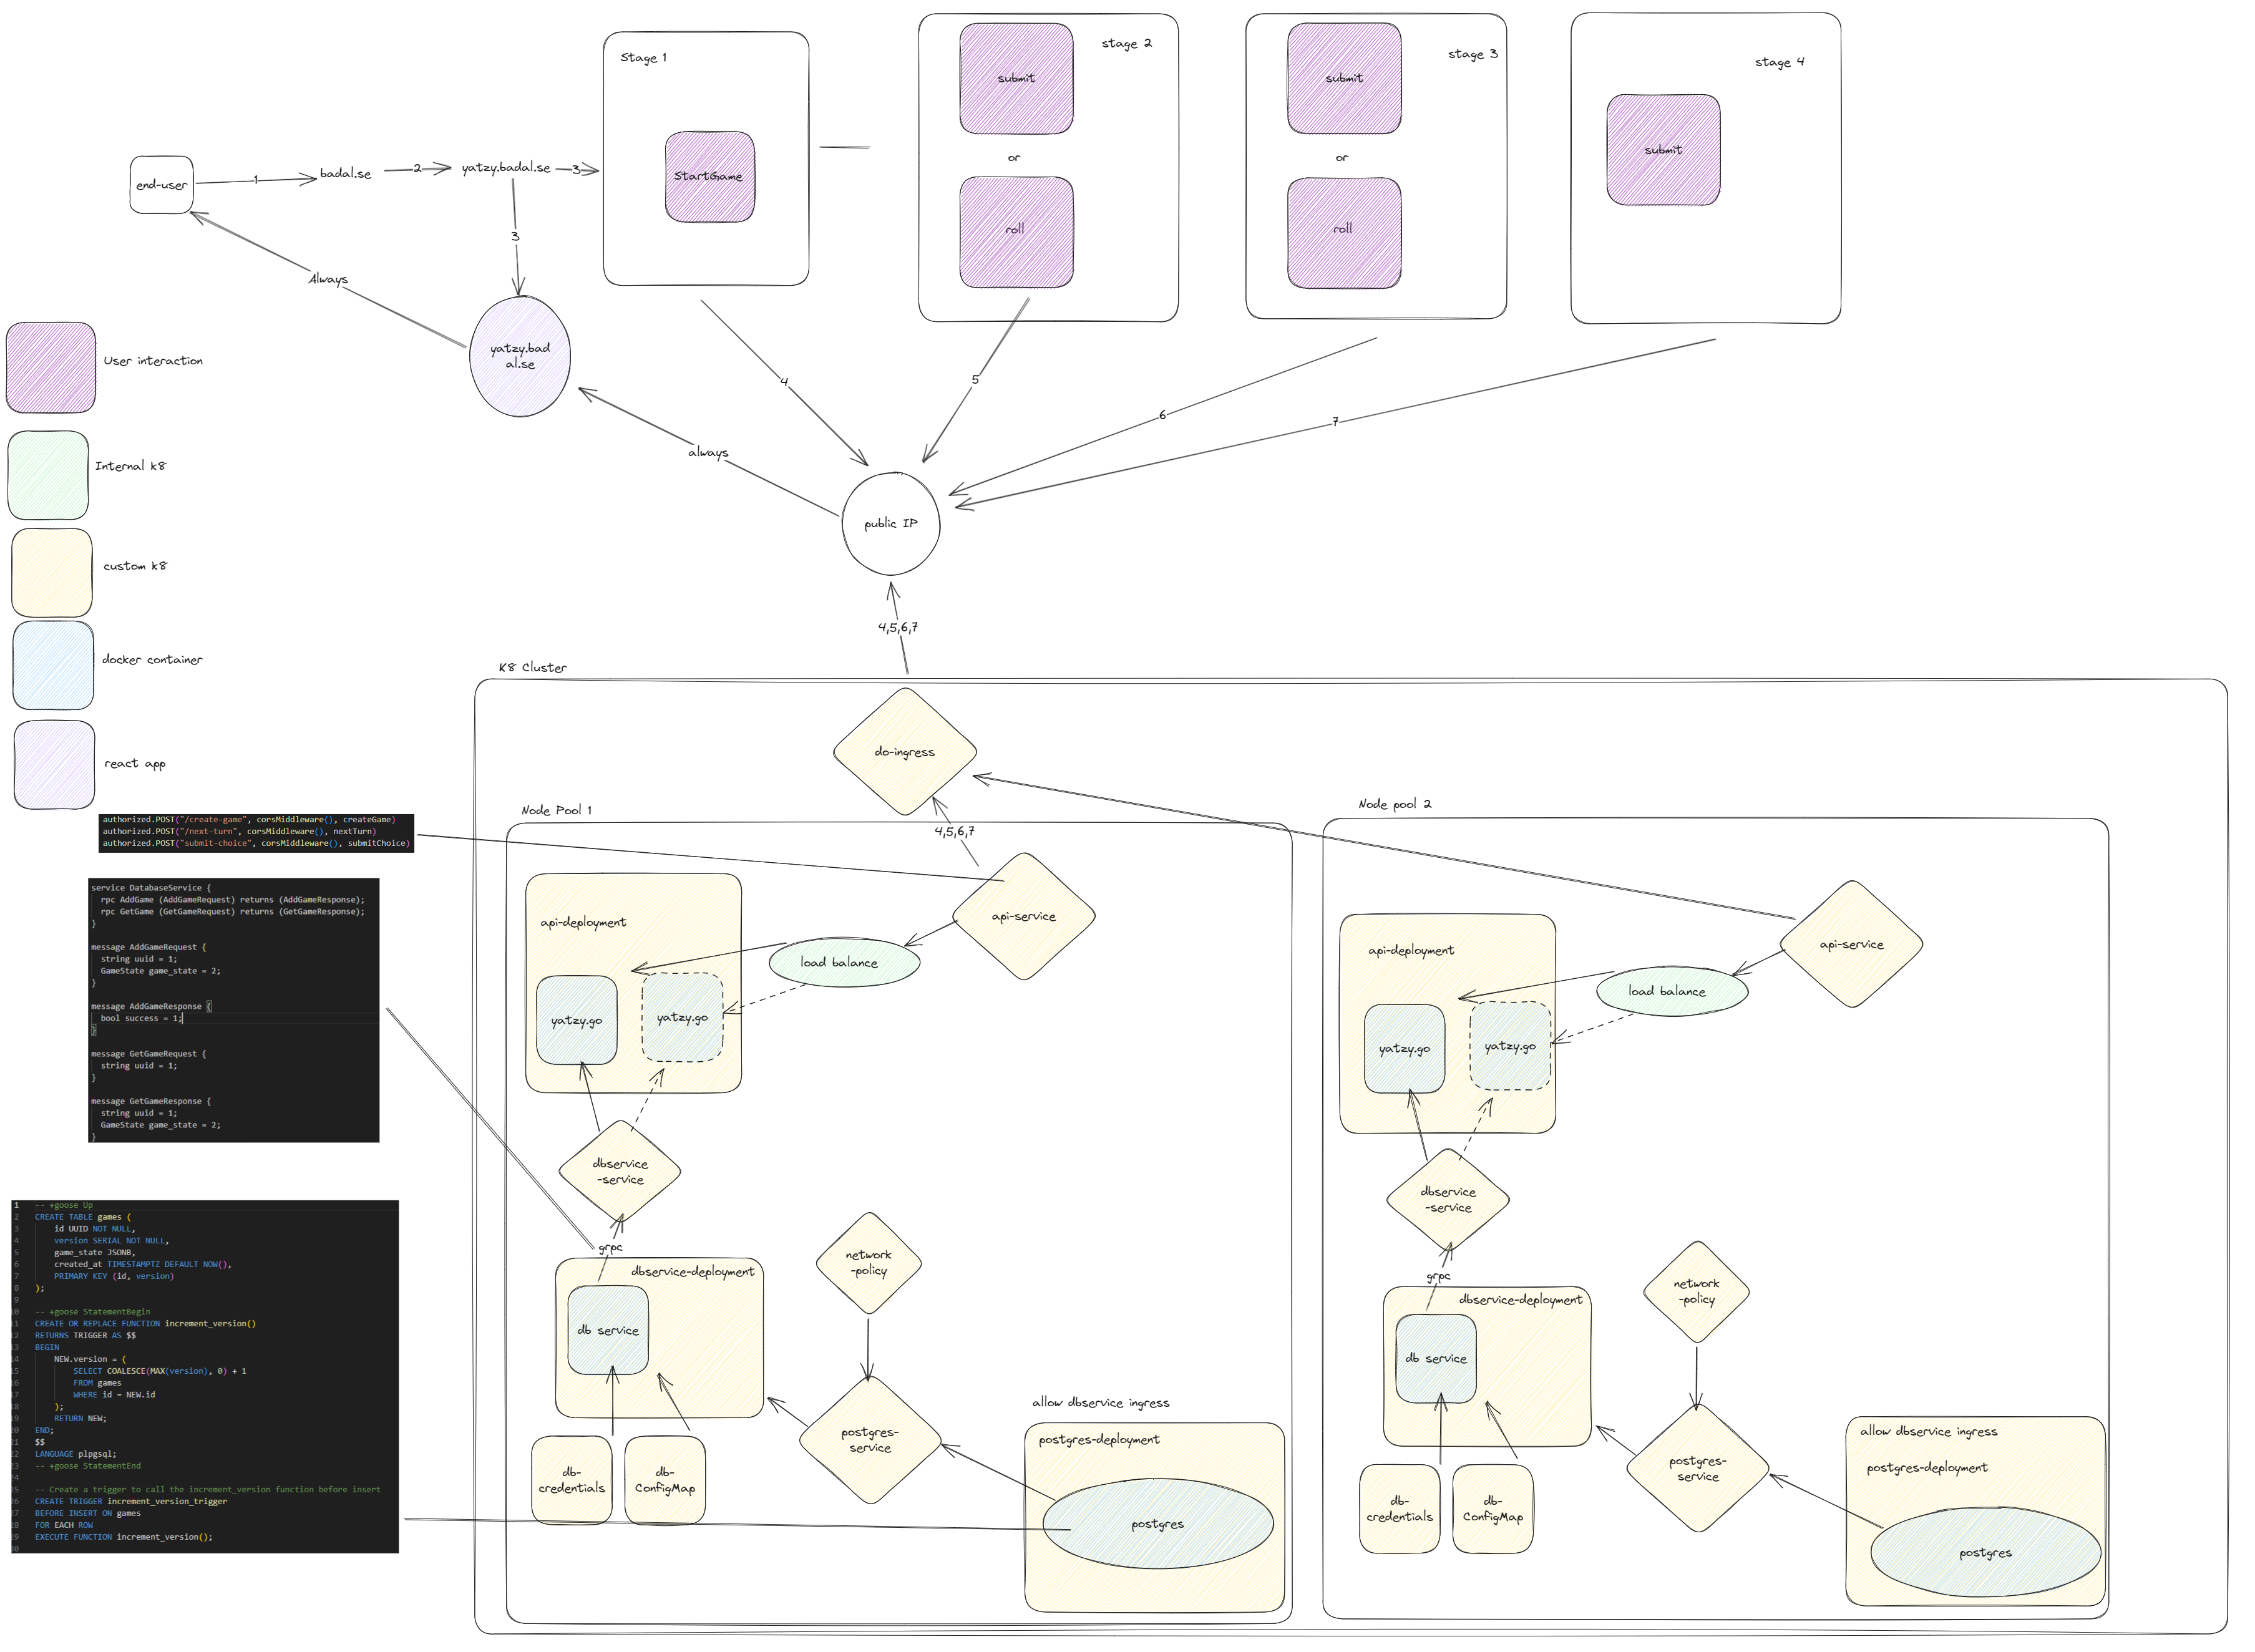 Stage 1
StartGame
submit
stage 2
or
roll
submit
stage 3
or
roll
stage 4
submit
end-user
1
badal.se
2
yatzy.badal.se
3
3
Always
yatzy.bad
al.se
4
5
6
7
always
public IP
4,5,6,7
User interaction
Internal k8
custom k8
docker container
react app
authorized.POST("/create-game", corsMiddleware(), createGame)
authorized.POST("/next-turn", corsMiddleware(), nextTurn)
authorized.POST("submit-choice", corsMiddleware(), submitChoice)
service DatabaseService {
rpc AddGame (AddGameRequest) returns (AddGameResponse);
rpc GetGame (GetGameRequest) returns (GetGameResponse);
}
message AddGameRequest {
string uuid = 1;
GameState game_state = 2;
}
message AddGameResponse {
bool success = 1;
}
message GetGameRequest {
string uuid = 1;
}
message GetGameResponse {
string uuid = 1;
GameState game_state = 2;
}
1 -- +goose Up
2 CREATE TABLE games (
3 id UUID NOT NULL,
4 version SERIAL NOT NULL,
5 game_state JSONB,
6 created_at TIMESTAMPTZ DEFAULT NOW(),
7 PRIMARY KEY (id, version)
8 );
9
10 -- +goose StatementBegin
11 CREATE OR REPLACE FUNCTION increment_version()
12 RETURNS TRIGGER AS $$
13 BEGIN
14 NEW.version = (
15 SELECT COALESCE(MAX(version), 0) + 1
16 FROM games
17 WHERE id = NEW.id
18 );
19 RETURN NEW;
20 END;
21 $$
22 LANGUAGE plpgsql;
23 -- +goose StatementEnd
24
25 -- Create a trigger to call the increment_version function before insert
26 CREATE TRIGGER increment_version_trigger
27 BEFORE INSERT ON games
28 FOR EACH ROW
29 EXECUTE FUNCTION increment_version();
30
K8 Cluster
do-ingress
Node Pool 1
4,5,6,7
api-deployment
api-service
load balance
yatzy.go
yatzy.go
dbservice
-service
grpc
dbservice-deployment
db service
network
-policy
postgres-
service
db-
credentials
db-
ConfigMap
allow dbservice ingress
postgres-deployment
postgres
Node pool 2
api-deployment
api-service
load balance
yatzy.go
yatzy.go
dbservice
-service
grpc
dbservice-deployment
db service
network
-policy
postgres-
service
db-
credentials
db-
ConfigMap
allow dbservice ingress
postgres-deployment
postgres